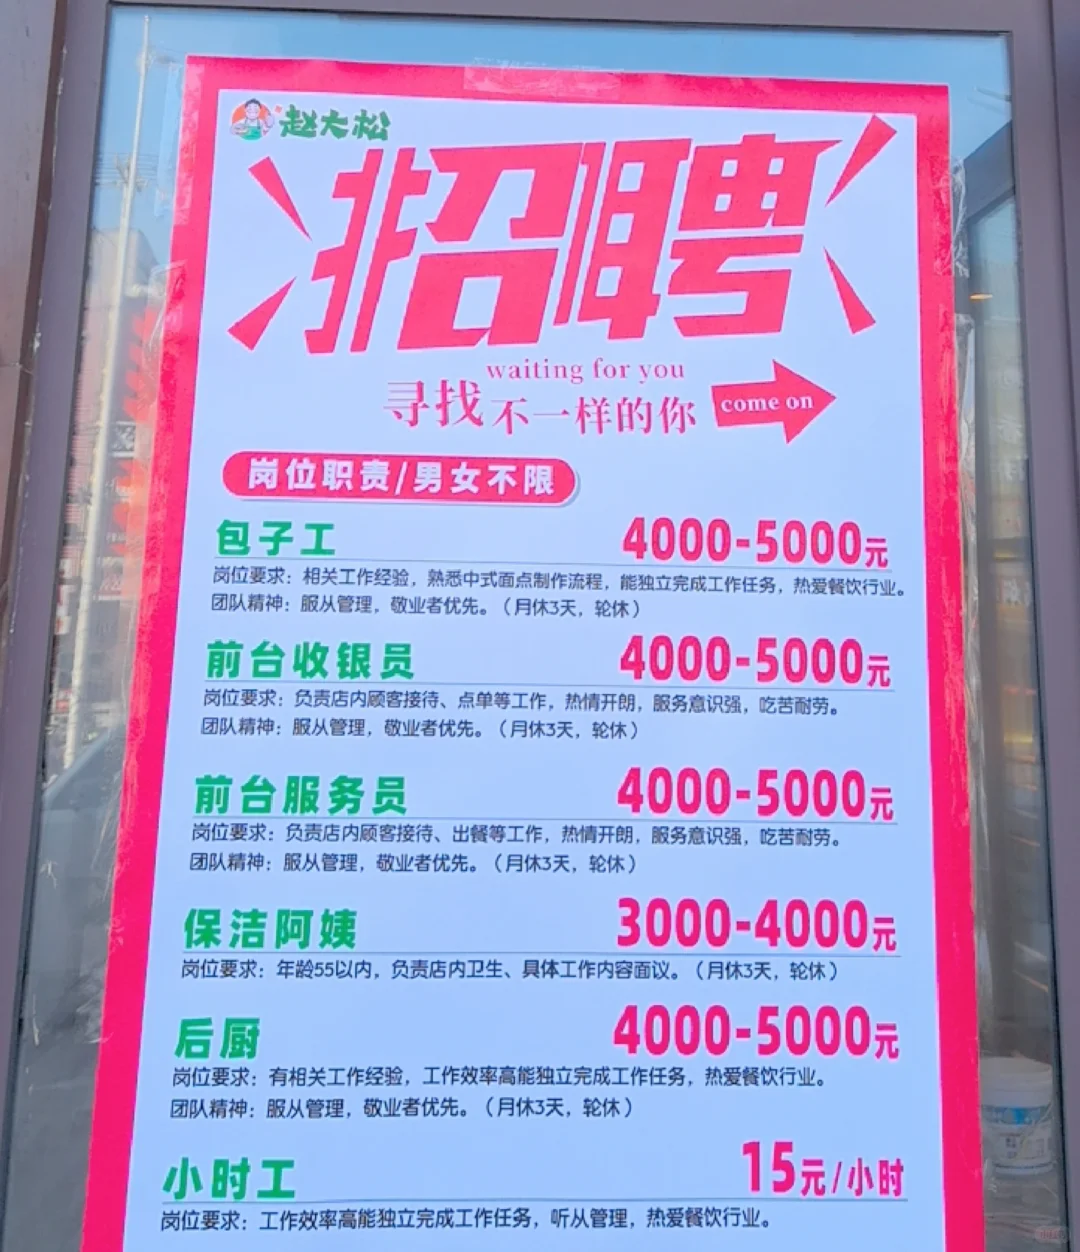 赵大松
招聘
waiting for you
寻找不一样的你
come on
岗位职责/男女不限
包子工 4000-5000元
岗位要求：相关工作经验，熟悉中式面点制作流程，能独立完成工作任务，热爱餐饮行业。
团队精神：服从管理，敬业者优先。（月休3天，轮休）
前台收银员 4000-5000元
岗位要求：负责店内顾客接待、点单等工作，热情开朗，服务意识强，吃苦耐劳。
团队精神：服从管理，敬业者优先。（月休3天，轮休）
前台服务员 4000-5000元
岗位要求：负责店内顾客接待、出餐等工作，热情开朗，服务意识强，吃苦耐劳。
团队精神：服从管理，敬业者优先。（月休3天，轮休）
保洁阿姨 3000-4000元
岗位要求：年龄55以内，负责店内卫生、具体工作内容面议。（月休3天，轮休）
后厨 4000-5000元
岗位要求：有相关工作经验，工作效率高能独立完成工作任务，热爱餐饮行业。
团队精神：服从管理，敬业者优先。（月休3天，轮休）
小时工 15元/小时
岗位要求：工作效率高能独立完成工作任务，听从管理，热爱餐饮行业。